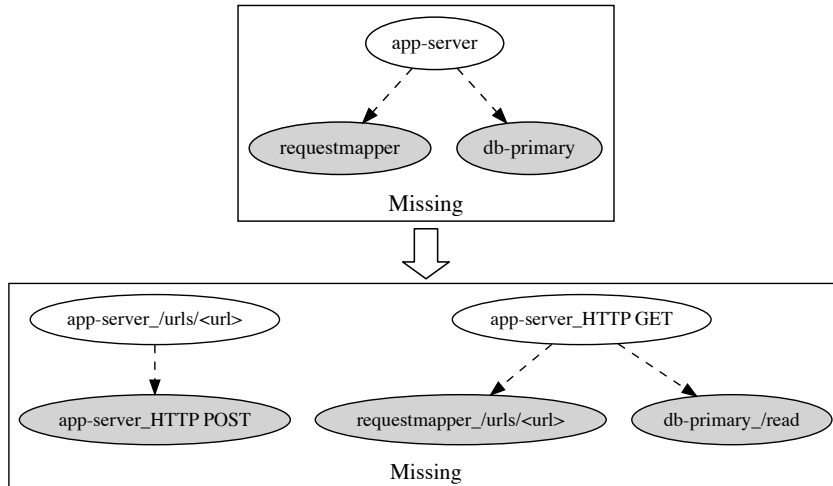 app-server
requestmapper
db-primary
Missing
app-server_/urls/<url>
app-server_HTTP GET
app-server_HTTP POST
requestmapper_/urls/<url>
db-primary_/read
Missing